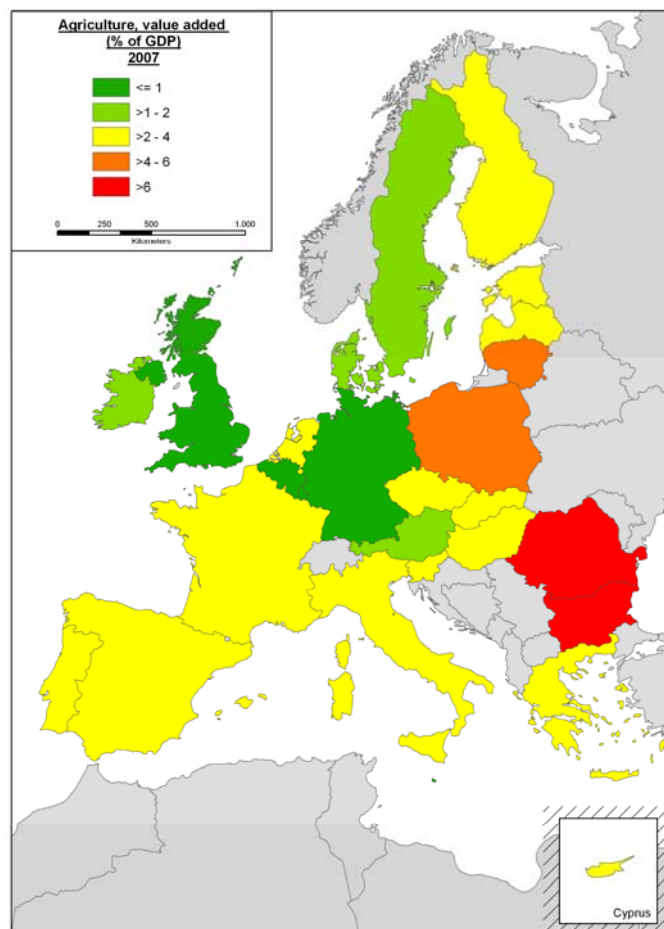 Agriculture, value added
(% of GDP)
2007
<= 1
>1 - 2
>2 - 4
>4 - 6
>6
0 250 500 1.000
Kilometers
Cyprus